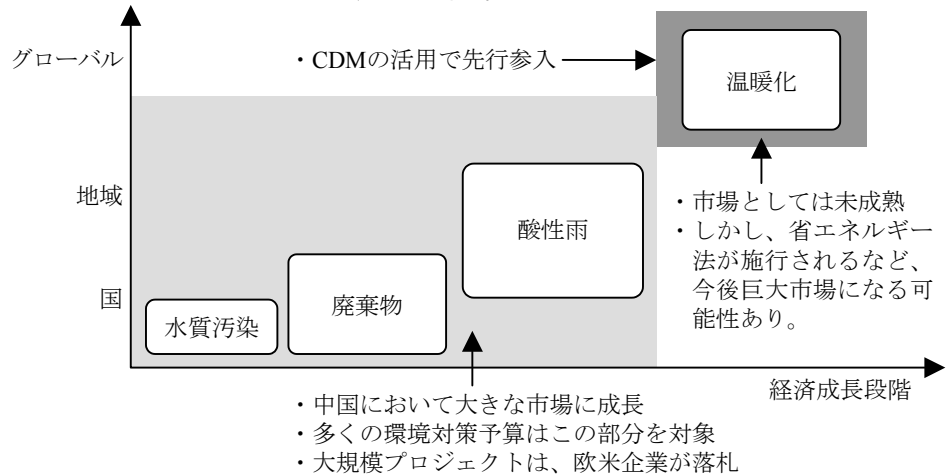 グローバル
・CDMの活用で先行参入
温暖化
地域
酸性雨
・市場としては未成熟
・しかし、省エネルギー
法が施行されるなど、
今後巨大市場になる可
能性あり。
国
廃棄物
水質汚染
経済成長段階
・中国において大きな市場に成長
・多くの環境対策予算はこの部分を対象
・大規模プロジェクトは、欧米企業が落札